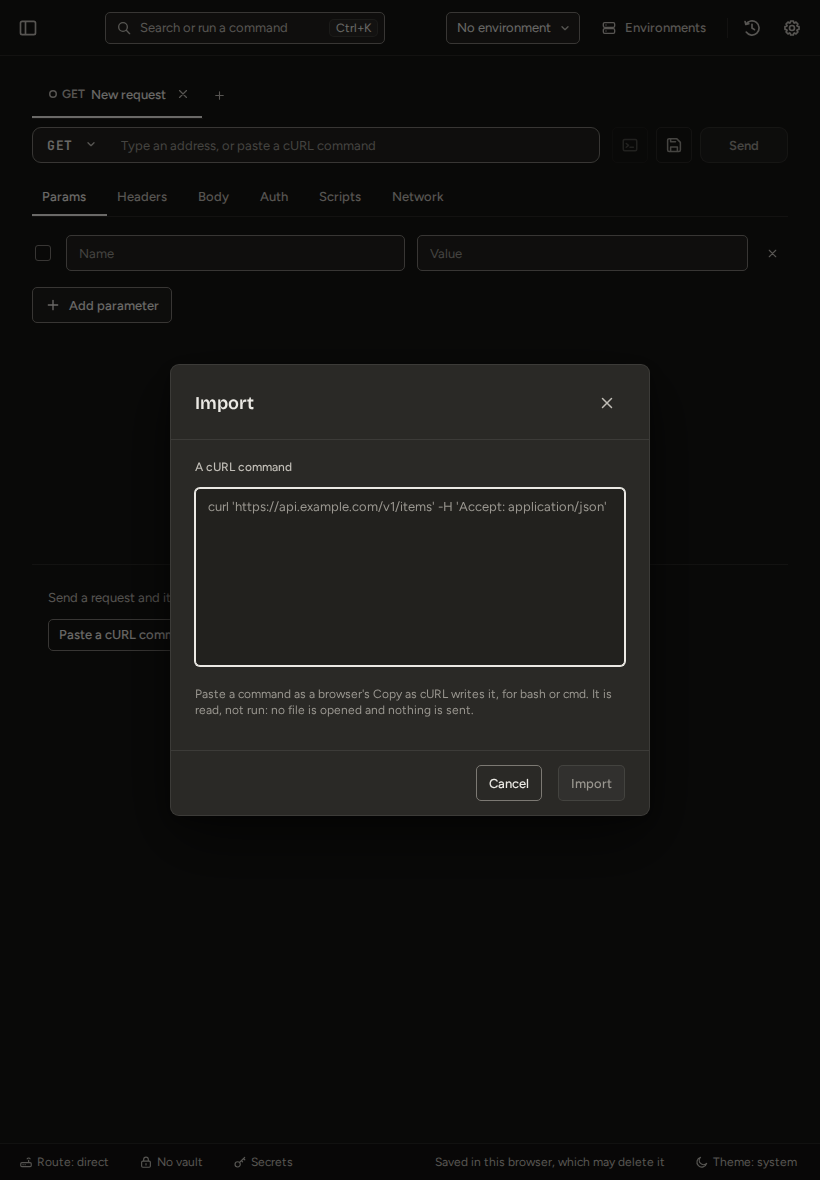 Search or run a command Ctrl+K No environment Environments
GET New request
GET Type an address, or paste a cURL command Send
Params Headers Body Auth Scripts Network
Name Value
Add parameter
Import
A cURL command
curl 'https://api.example.com/v1/items' -H 'Accept: application/json'
Send a request and it
Paste a cURL comm
Paste a command as a browser's Copy as cURL writes it, for bash or cmd. It is
read, not run: no file is opened and nothing is sent.
Cancel Import
Route: direct No vault Secrets Saved in this browser, which may delete it Theme: system